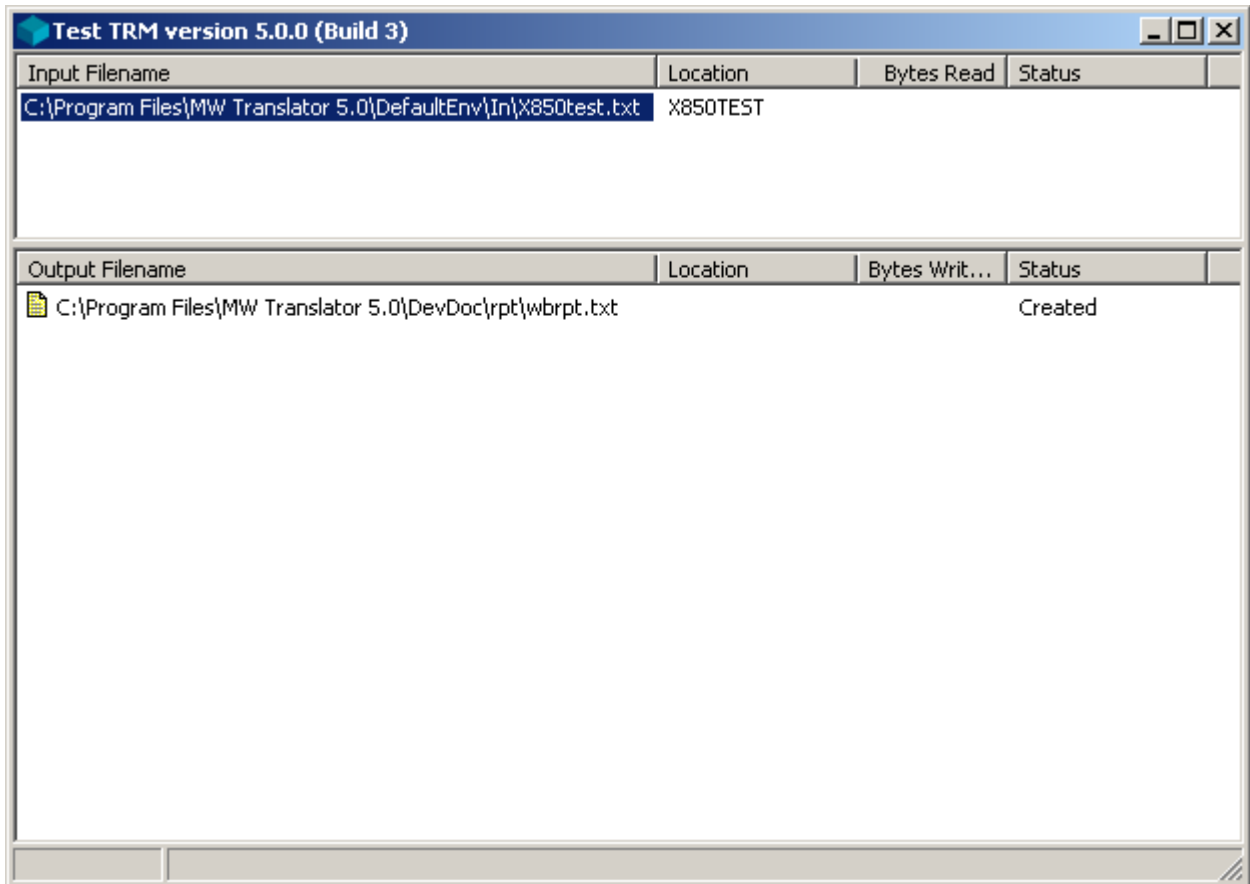 Test TRM version 5.0.0 (Build 3)
Input Filename Location Bytes Read Status
C:\Program Files\MW Translator 5.0\DefaultEnv\In\X850test.txt X850TEST
Output Filename Location Bytes Writ... Status
C:\Program Files\MW Translator 5.0\DevDoc\rpt\wbrpt.txt Created